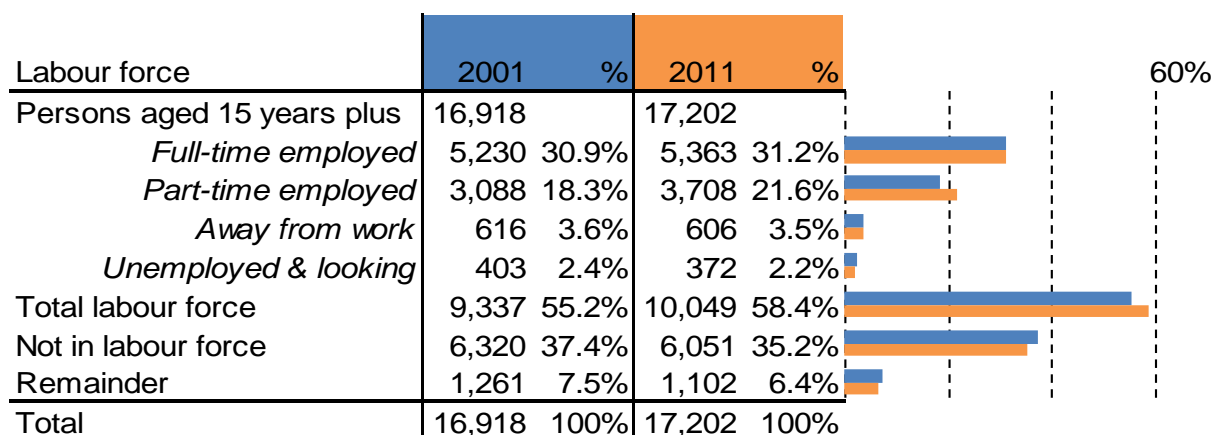 Labour force 2001 % 2011 % 60%
Persons aged 15 years plus 16,918 17,202
Full-time employed 5,230 30.9% 5,363 31.2%
Part-time employed 3,088 18.3% 3,708 21.6%
Away from work 616 3.6% 606 3.5%
Unemployed & looking 403 2.4% 372 2.2%
Total labour force 9,337 55.2% 10,049 58.4%
Not in labour force 6,320 37.4% 6,051 35.2%
Remainder 1,261 7.5% 1,102 6.4%
Total 16,918 100% 17,202 100%